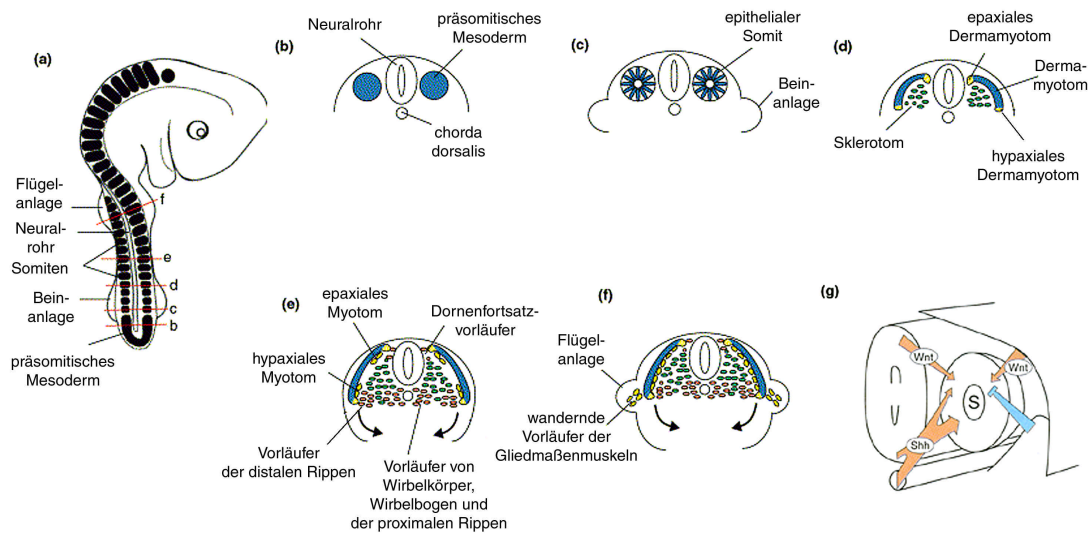 (a)
Flügel-
anlage
Neural-
rohr
Somiten
Bein-
anlage
präsomitisches
Mesoderm
f
e
d
c
b
(b)
Neuralrohr
präsomitisches
Mesoderm
chorda
dorsalis
(c)
epithelialer
Somit
Bein-
anlage
(d)
epaxiales
Dermamyotom
Derma-
myotom
Sklerotom
hypaxiales
Dermamyotom
(e)
epaxiales
Myotom
Dornenfortsatz-
vorläufer
hypaxiales
Myotom
Vorläufer
der distalen Rippen
Vorläufer von
Wirbelkörper,
Wirbelbogen und
der proximalen Rippen
(f)
Flügel-
anlage
wandernde
Vorläufer der
Gliedmaßenmuskeln
(g)
Wnt
Wnt
S
Shh